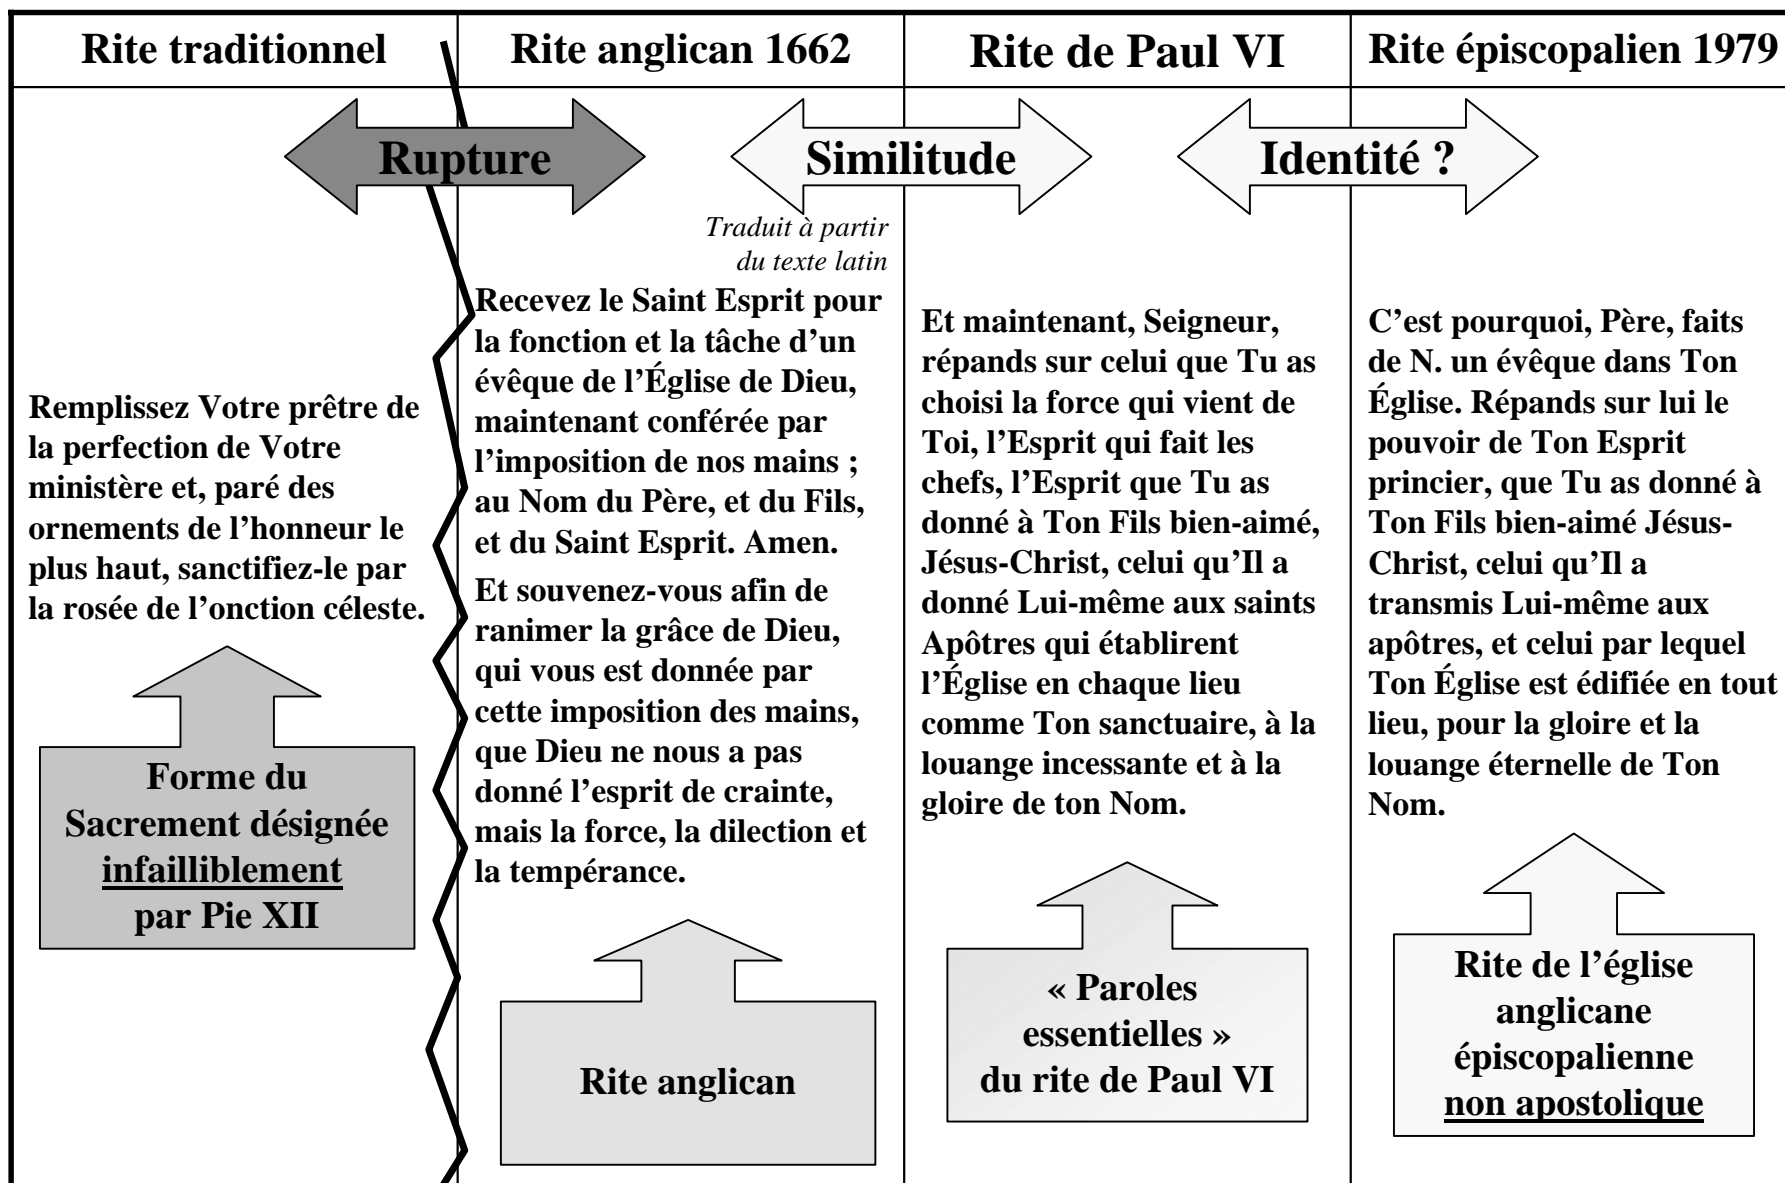 Rite traditionnel
Rite anglican 1662
Rite de Paul VI
Rite épiscopalien 1979
Rupture
Similitude
Identité ?
Remplissez Votre prêtre de
la perfection de Votre
ministère et, paré des
ornements de l’honneur le
plus haut, sanctifiez-le par
la rosée de l’onction céleste.
Forme du
Sacrement désignée
infailliblement
par Pie XII
Traduit à partir
du texte latin
Recevez le Saint Esprit pour
la fonction et la tâche d’un
évêque de l’Église de Dieu,
maintenant conférée par
l’imposition de nos mains ;
au Nom du Père, et du Fils,
et du Saint Esprit. Amen.
Et souvenez-vous afin de
ranimer la grâce de Dieu,
qui vous est donnée par
cette imposition des mains,
que Dieu ne nous a pas
donné l’esprit de crainte,
mais la force, la dilection et
la tempérance.
Rite anglican
Et maintenant, Seigneur,
répands sur celui que Tu as
choisi la force qui vient de
Toi, l’Esprit qui fait les
chefs, l’Esprit que Tu as
donné à Ton Fils bien-aimé,
Jésus-Christ, celui qu’Il a
donné Lui-même aux saints
Apôtres qui établirent
l’Église en chaque lieu
comme Ton sanctuaire, à la
louange incessante et à la
gloire de ton Nom.
« Paroles
essentielles »
du rite de Paul VI
C’est pourquoi, Père, faits
de N. un évêque dans Ton
Église. Répands sur lui le
pouvoir de Ton Esprit
princier, que Tu as donné à
Ton Fils bien-aimé Jésus-
Christ, celui qu’Il a
transmis Lui-même aux
apôtres, et celui par lequel
Ton Église est édifiée en tout
lieu, pour la gloire et la
louange éternelle de Ton
Nom.
Rite de l’église
anglicane
épiscopalienne
non apostolique